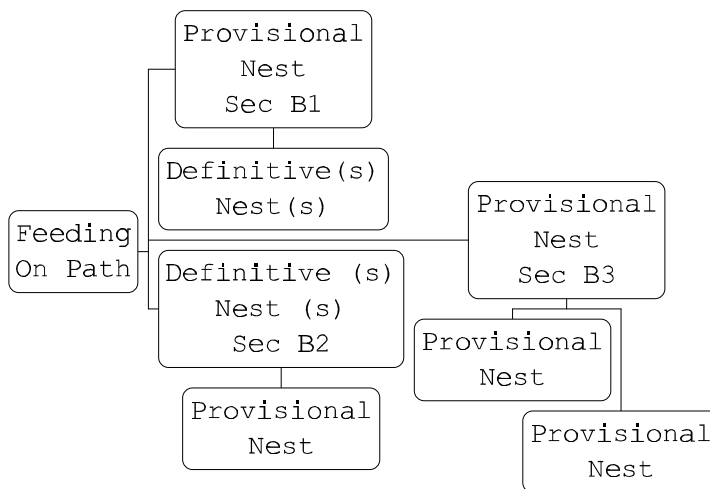 Provisional
Nest
Sec B1
Definitive(s)
Nest(s)
Feeding
On Path
Definitive (s)
Nest (s)
Sec B2
Provisional
Nest
Provisional
Nest
Sec B3
Provisional
Nest
Provisional
Nest